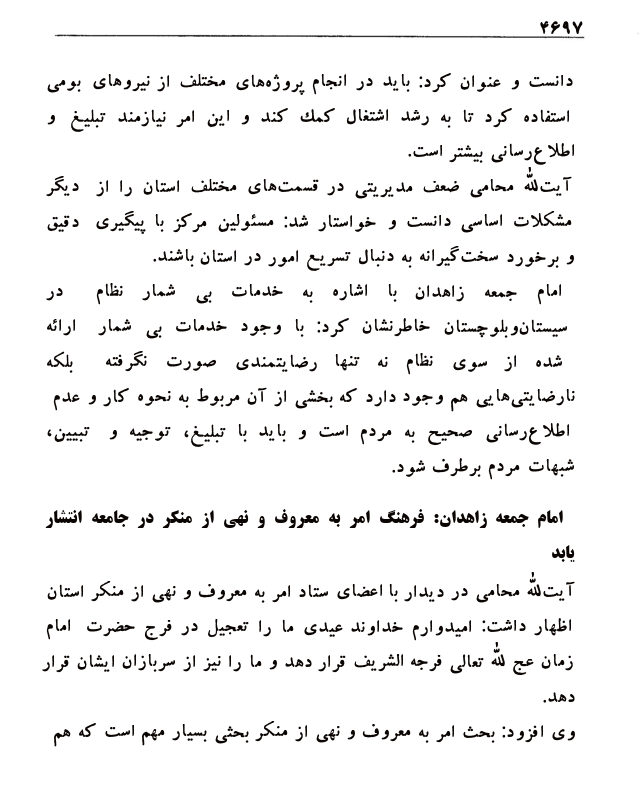 ۴۶۹۷
دانست و عنوان کرد: باید در انجام پروژه‌های مختلف از نیروهای بومی
استفاده کرد تا به رشد اشتغال کمك کند و این امر نیازمند تبلیغ و
اطلاع‌رسانی بیشتر است.
آیت‌الله محامی ضعف مدیریتی در قسمت‌های مختلف استان را از دیگر
مشکلات اساسی دانست و خواستار شد: مسئولین مرکز با پیگیری دقیق
و برخورد سخت‌گیرانه به دنبال تسریع امور در استان باشند.
امام جمعه زاهدان با اشاره به خدمات بی شمار نظام در
سیستان‌وبلوچستان خاطرنشان کرد: با وجود خدمات بی شمار ارائه
شده از سوی نظام نه تنها رضایتمندی صورت نگرفته بلکه
نارضایتی‌هایی هم وجود دارد که بخشی از آن مربوط به نحوه کار و عدم
اطلاع‌رسانی صحیح به مردم است و باید با تبلیغ، توجیه و تبیین،
شبهات مردم برطرف شود.
امام جمعه زاهدان: فرهنگ امر به معروف و نهی از منکر در جامعه انتشار
یابد
آیت‌الله محامی در دیدار با اعضای ستاد امر به معروف و نهی از منکر استان
اظهار داشت: امیدوارم خداوند عیدی ما را تعجیل در فرج حضرت امام
زمان عج الله تعالی فرجه الشریف قرار دهد و ما را نیز از سربازان ایشان قرار
دهد.
وی افزود: بحث امر به معروف و نهی از منکر بحثی بسیار مهم است که هم